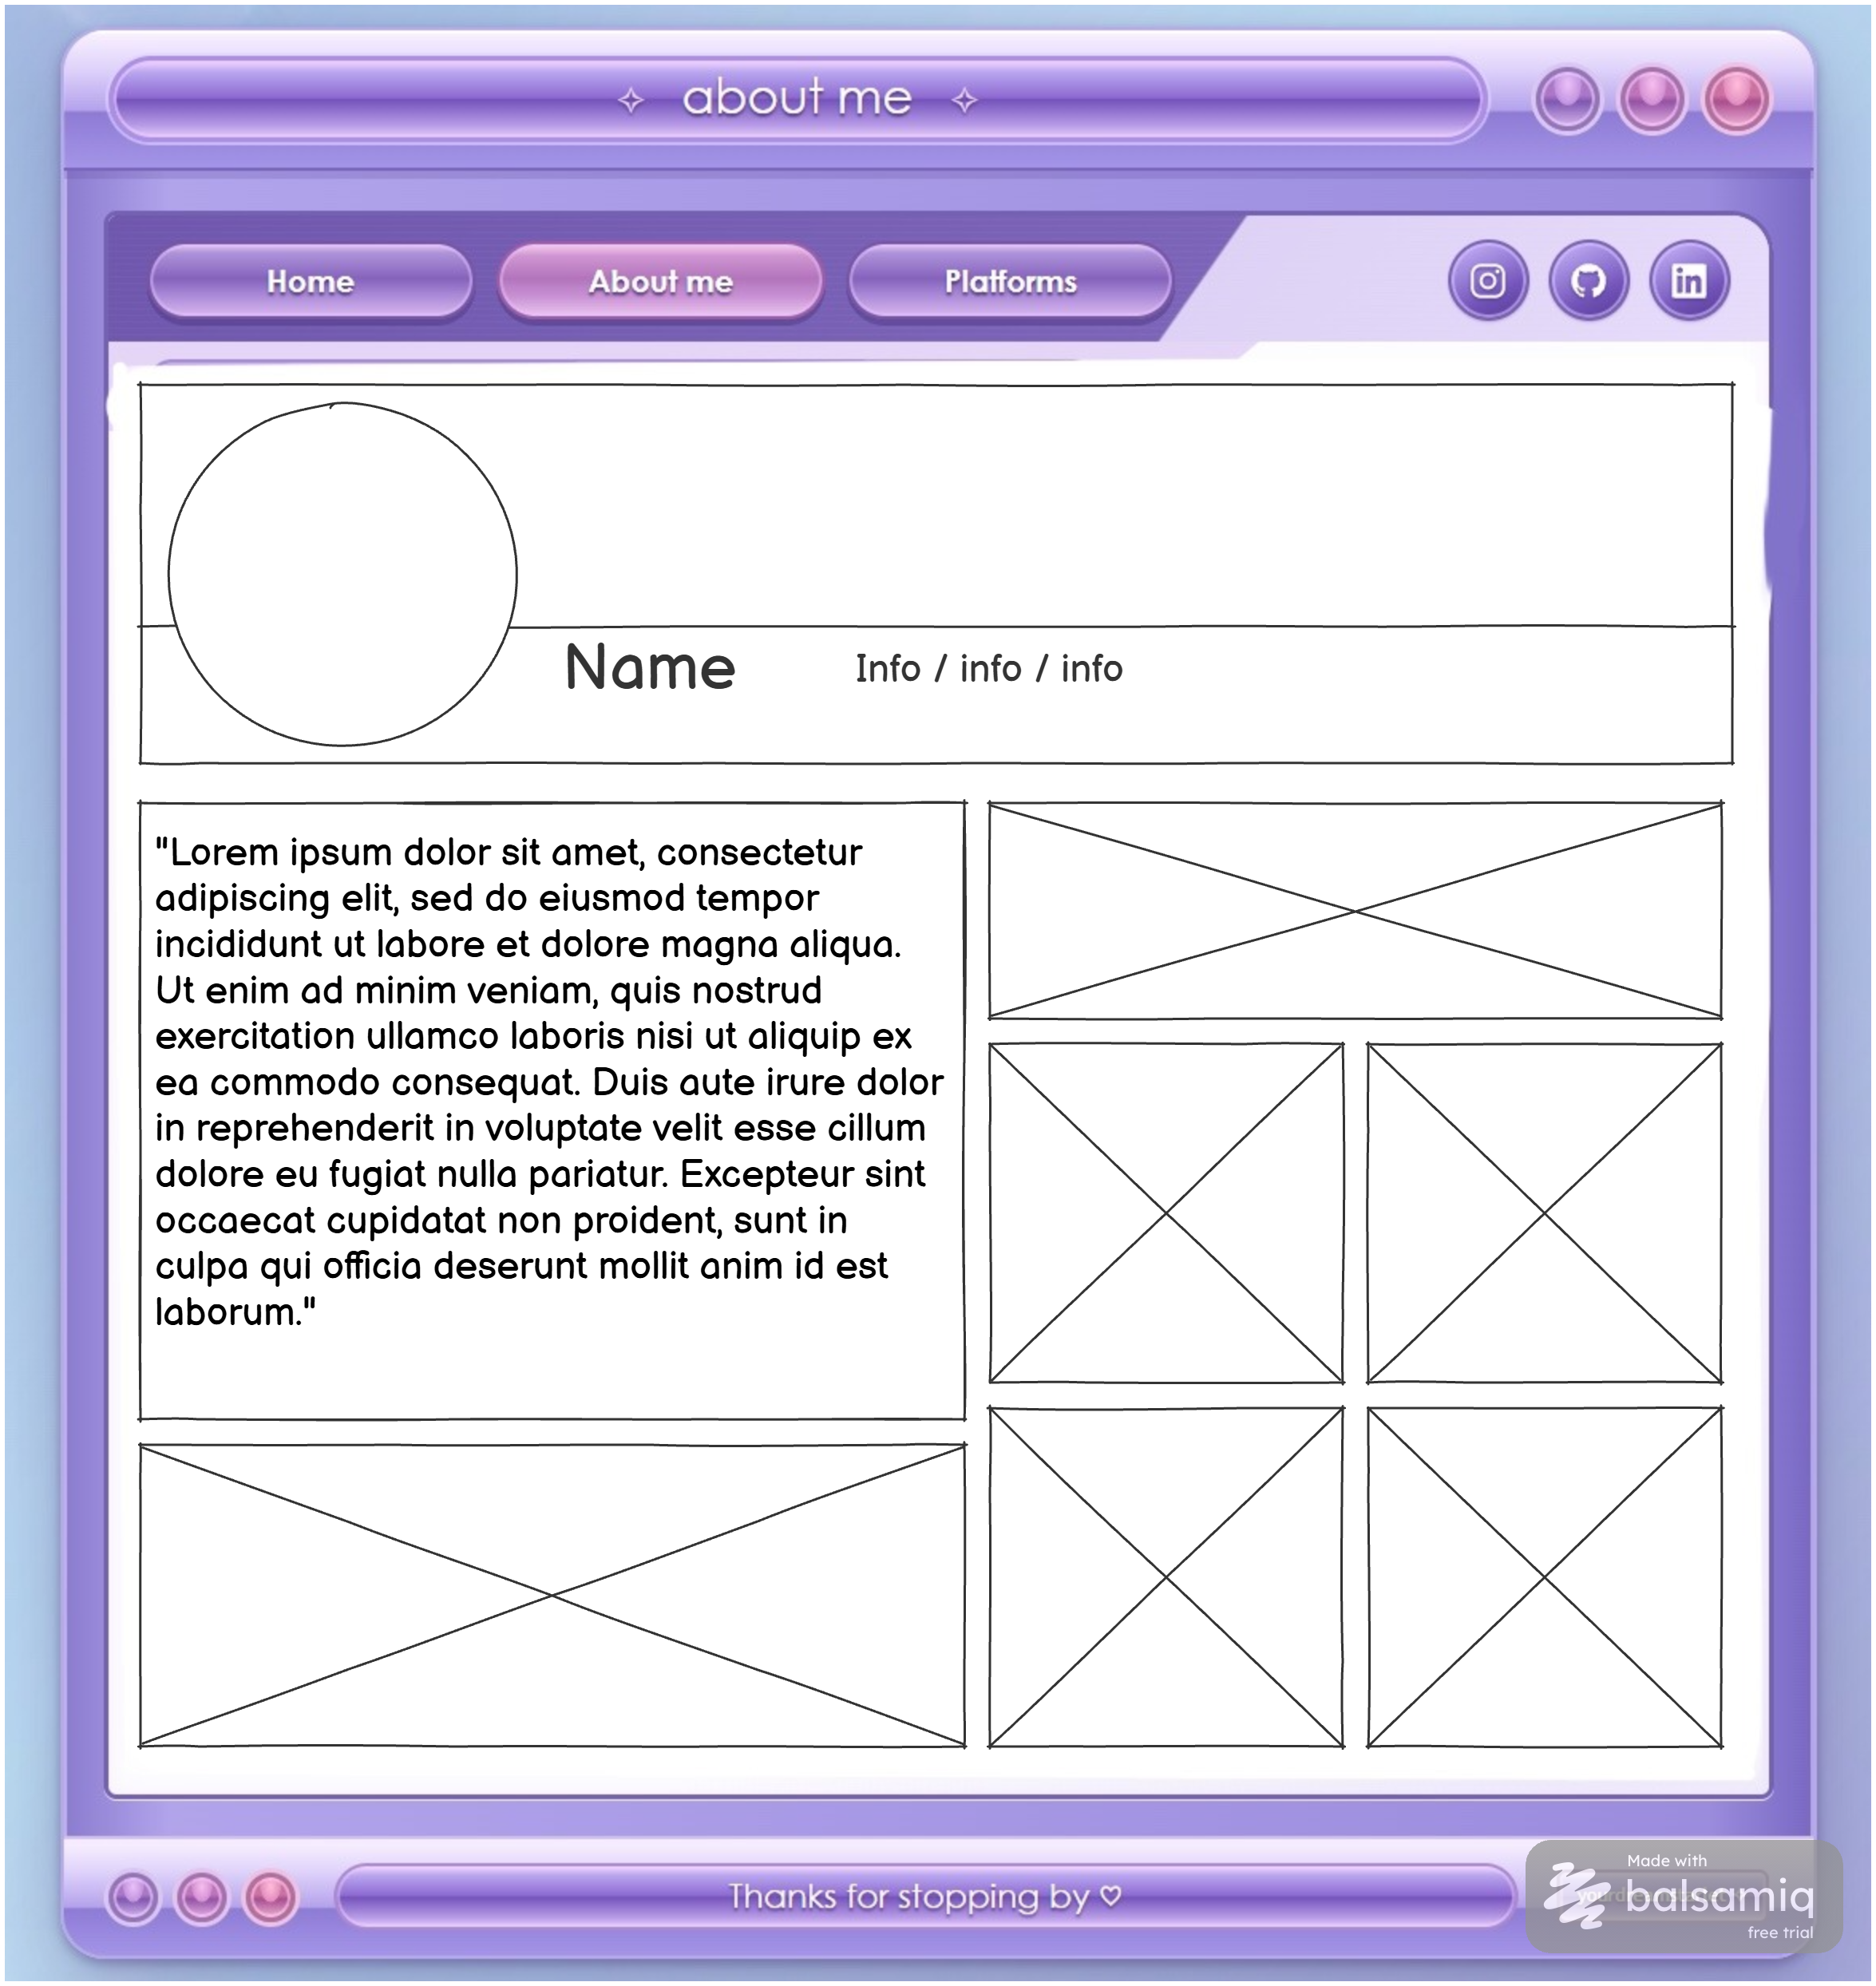 ✧ about me ✧
Home
About me
Platforms
in
Name
Info / info / info
"Lorem ipsum dolor sit amet, consectetur
adipiscing elit, sed do eiusmod tempor
incididunt ut labore et dolore magna aliqua.
Ut enim ad minim veniam, quis nostrud
exercitation ullamco laboris nisi ut aliquip ex
ea commodo consequat. Duis aute irure dolor
in reprehenderit in voluptate velit esse cillum
dolore eu fugiat nulla pariatur. Excepteur sint
occaecat cupidatat non proident, sunt in
culpa qui officia deserunt mollit anim id est
laborum."
Thanks for stopping by ♡
Made with
balsamiq
free trial